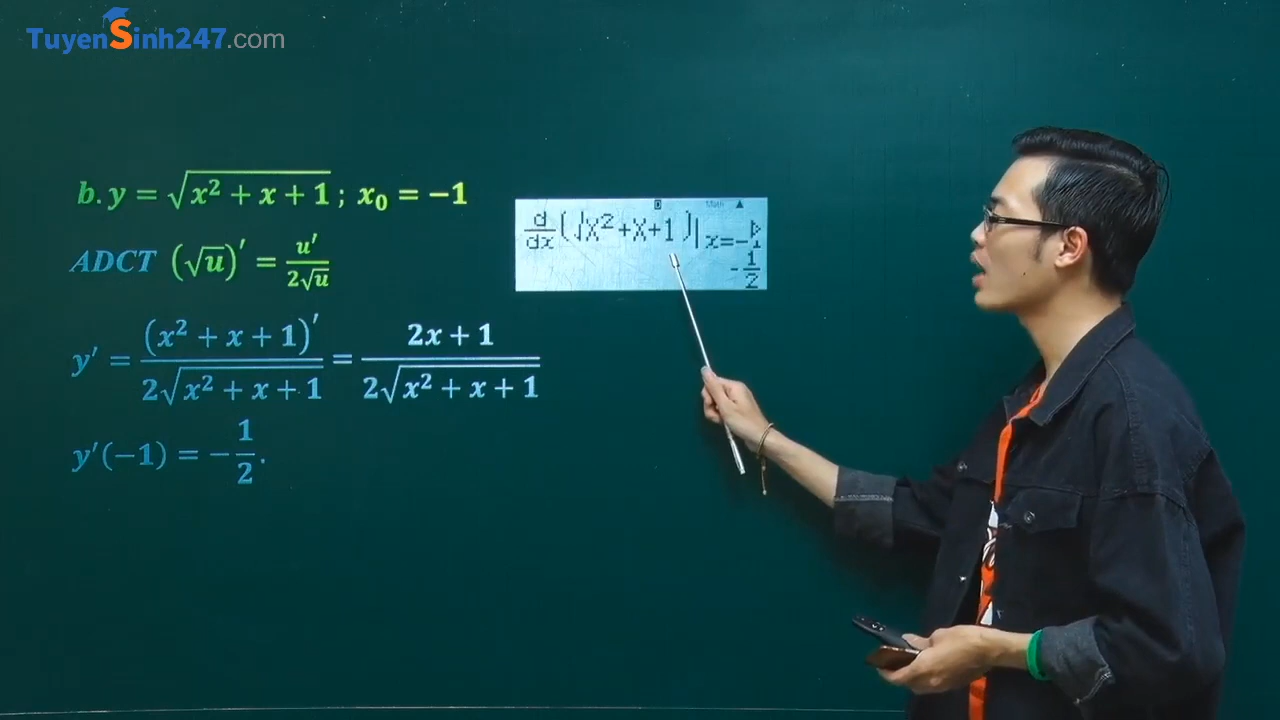 TuyenSinh247.com
b. y = √(x² + x + 1) ; x₀ = −1
ADCT (√u)′ = u′/(2√u)
y′ = (x² + x + 1)′/(2√(x² + x + 1)) = (2x + 1)/(2√(x² + x + 1))
y′(−1) = −1/2.
Math ▲
d/dx(√X²+X+1)|x=−1
-1/2